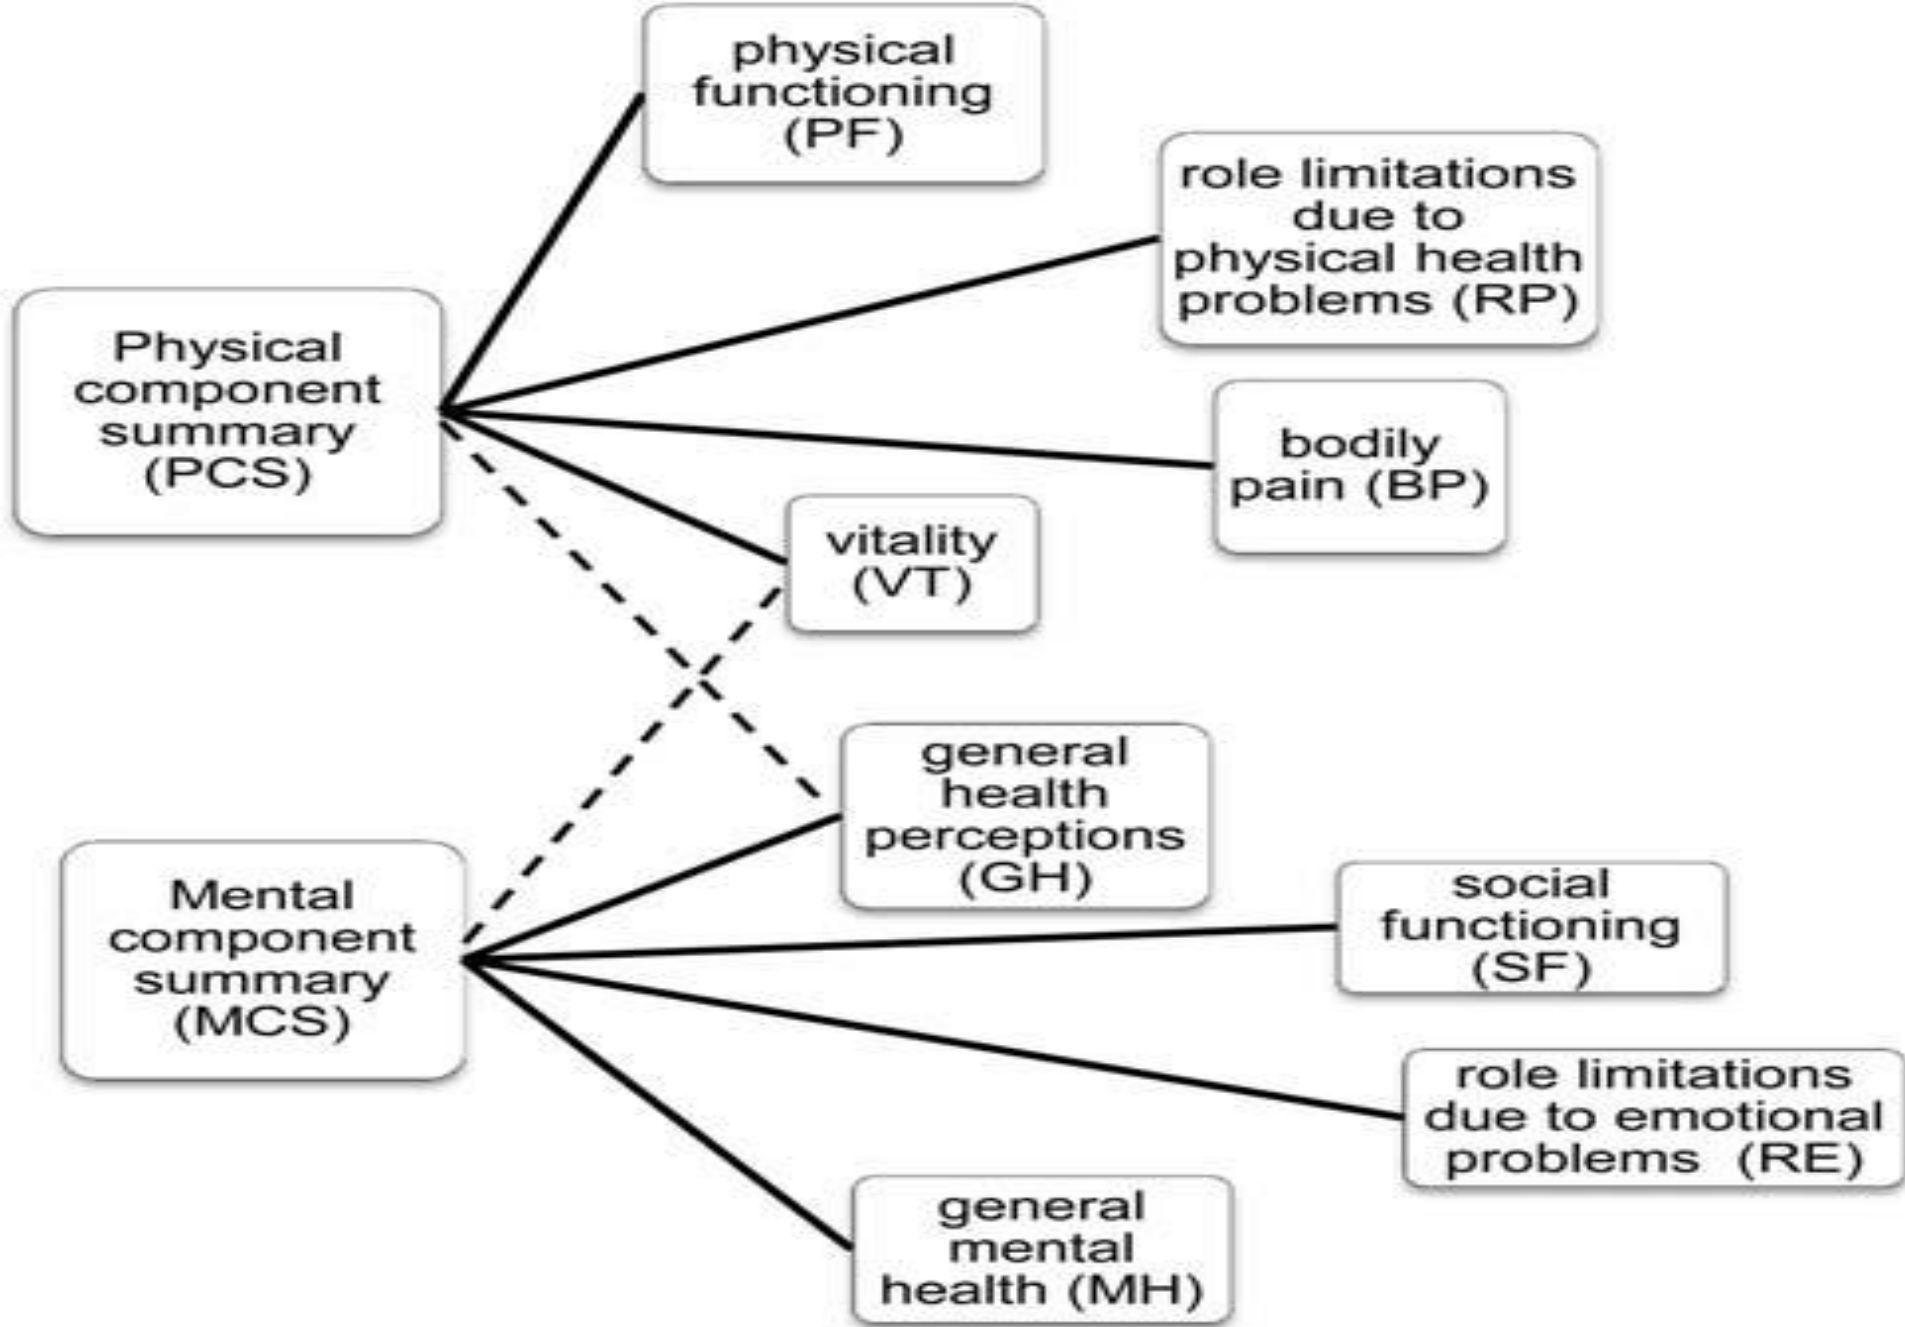 physical
functioning
(PF)
role limitations
due to
physical health
problems (RP)
Physical
component
summary
(PCS)
bodily
pain (BP)
vitality
(VT)
general
health
perceptions
(GH)
Mental
component
summary
(MCS)
social
functioning
(SF)
role limitations
due to emotional
problems (RE)
general
mental
health (MH)